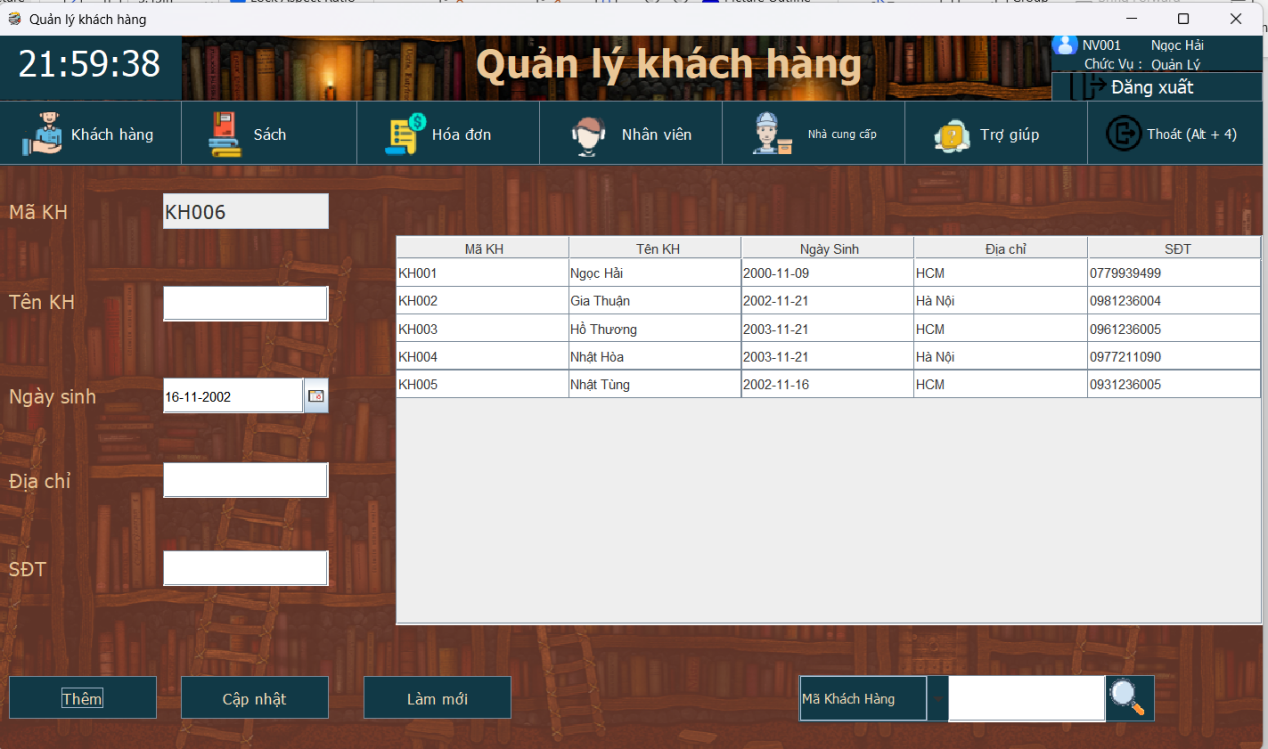 Quản lý khách hàng
21:59:38
Quản lý khách hàng
NV001 Ngọc Hải
Chức Vụ : Quản Lý
Đăng xuất
Khách hàng
Sách
Hóa đơn
Nhân viên
Nhà cung cấp
Trợ giúp
Thoát (Alt + 4)
Mã KH
KH006
Tên KH
Ngày sinh
16-11-2002
Địa chỉ
SĐT
Mã KH Tên KH Ngày Sinh Địa chỉ SĐT
KH001 Ngọc Hải 2000-11-09 HCM 0779939499
KH002 Gia Thuận 2002-11-21 Hà Nội 0981236004
KH003 Hồ Thương 2003-11-21 HCM 0961236005
KH004 Nhật Hòa 2003-11-21 Hà Nội 0977211090
KH005 Nhật Tùng 2002-11-16 HCM 0931236005
Thêm
Cập nhật
Làm mới
Mã Khách Hàng